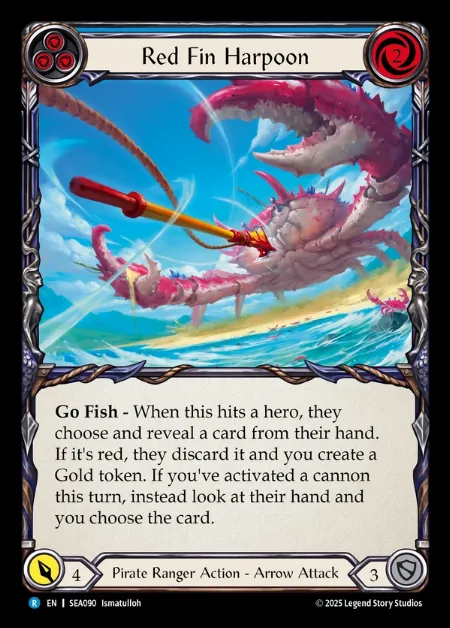 Red Fin Harpoon
2
Go Fish - When this hits a hero, they
choose and reveal a card from their hand.
If it's red, they discard it and you create a
Gold token. If you've activated a cannon
this turn, instead look at their hand and
you choose the card.
4
Pirate Ranger Action - Arrow Attack
3
R EN | SEA090 Ismatulloh
© 2025 Legend Story Studios